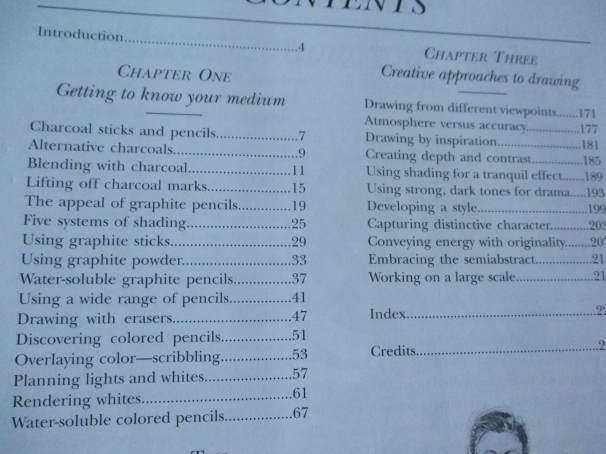 CONTENTS
Introduction.....4
CHAPTER ONE
Getting to know your medium
Charcoal sticks and pencils.....7
Alternative charcoals.....9
Blending with charcoal.....11
Lifting off charcoal marks.....15
The appeal of graphite pencils.....19
Five systems of shading.....25
Using graphite sticks.....29
Using graphite powder.....33
Water-soluble graphite pencils.....37
Using a wide range of pencils.....41
Drawing with erasers.....47
Discovering colored pencils.....51
Overlaying color—scribbling.....53
Planning lights and whites.....57
Rendering whites.....61
Water-soluble colored pencils.....67
CHAPTER THREE
Creative approaches to drawing
Drawing from different viewpoints.....171
Atmosphere versus accuracy.....177
Drawing by inspiration.....181
Creating depth and contrast.....185
Using shading for a tranquil effect.....189
Using strong, dark tones for drama.....193
Developing a style.....199
Capturing distinctive character.....
Conveying energy with originality.....
Embracing the semiabstract.....
Working on a large scale.....
Index.....
Credits.....